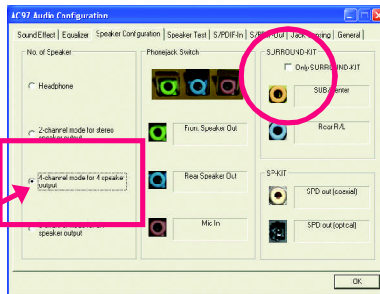 AC97 Audio Configuration
Sound Effect | Equalizer | Speaker Configuration | Speaker Test | S/PDIF-In | S/PDIF-Out | Jack Sensing | General
No. of Speaker
Headphone
2-channel mode for stereo speaker output
4-channel mode for 4 speaker output
speaker output
Phonejack Switch
Front Speaker Out
Rear Speaker Out
Mic In
SURROUND-KIT
Only SURROUND-KIT
SUB/Center
Rear R/L
SP-KIT
SPD out (coaxial)
SPD out (optical)
OK